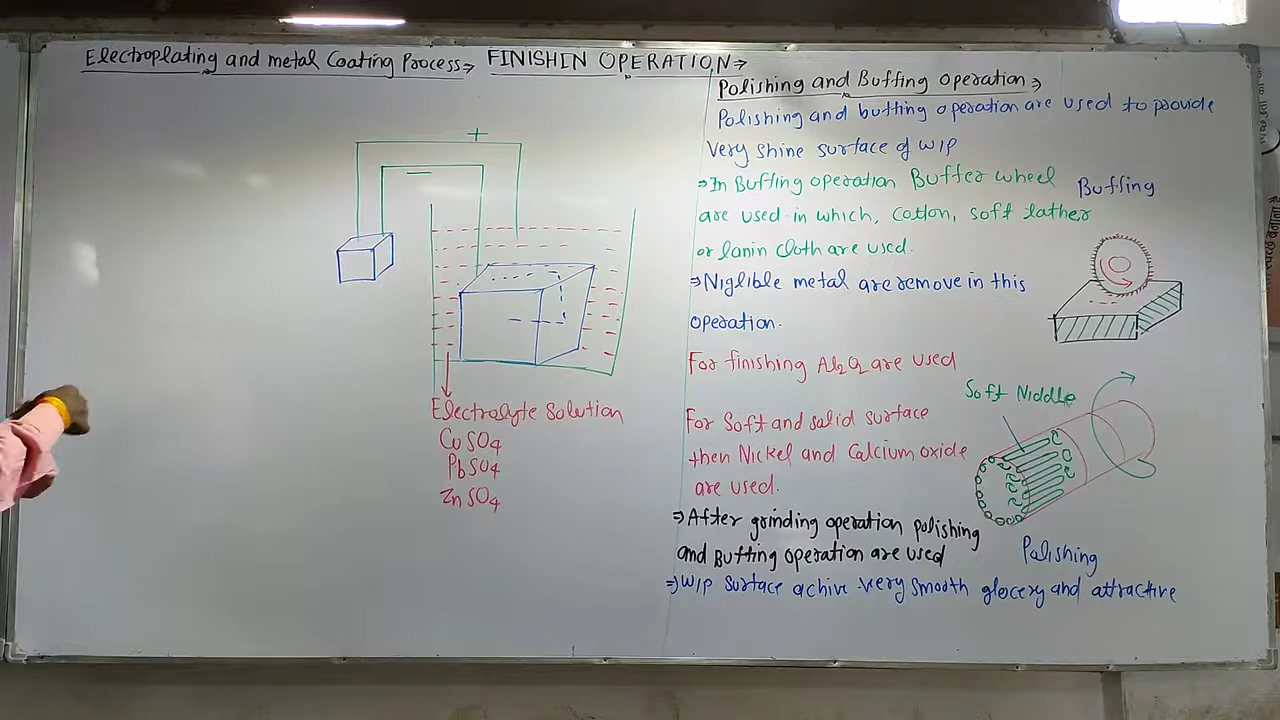 Electroplating and metal Coating Process⇒ FINISHIN OPERATION⇒
+
—
Electrolyte Solution
CuSO4
PbSO4
ZnSO4
Polishing and Buffing Operation⇒
Polishing and buffing operation are used to provide
Very shine surface of W/P
⇒In Buffing operation Buffer wheel
are used in which, Cotton, soft lather
or lanin cloth are used.
⇒Niglible metal are remove in this
operation.
For finishing Al2O2 are used
For Soft and solid surface
then Nickel and Calcium oxide
are used.
⇒After grinding operation polishing
and Buffing operation are used
⇒W/P surface achive very smooth glocery and attractive
Buffing
Soft Niddle
Polishing